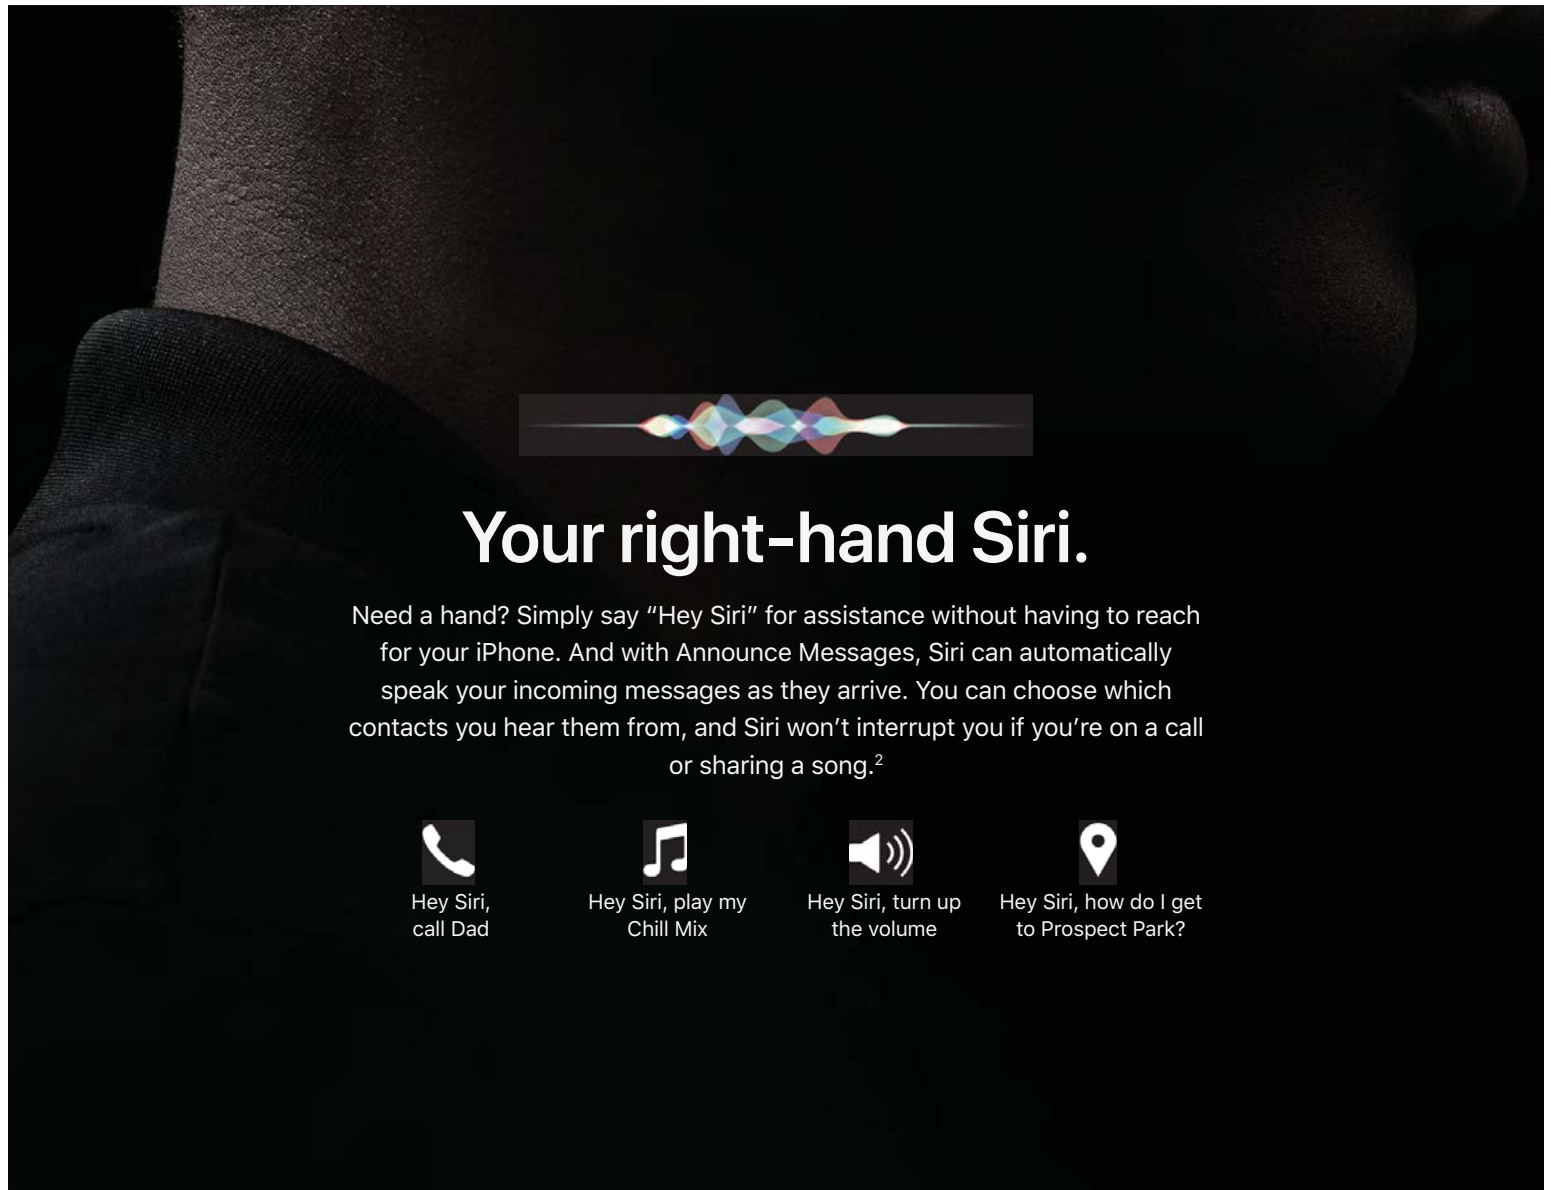 Your right-hand Siri.
Need a hand? Simply say “Hey Siri” for assistance without having to reach
for your iPhone. And with Announce Messages, Siri can automatically
speak your incoming messages as they arrive. You can choose which
contacts you hear them from, and Siri won’t interrupt you if you’re on a call
or sharing a song.²
Hey Siri,
call Dad
Hey Siri, play my
Chill Mix
Hey Siri, turn up
the volume
Hey Siri, how do I get
to Prospect Park?